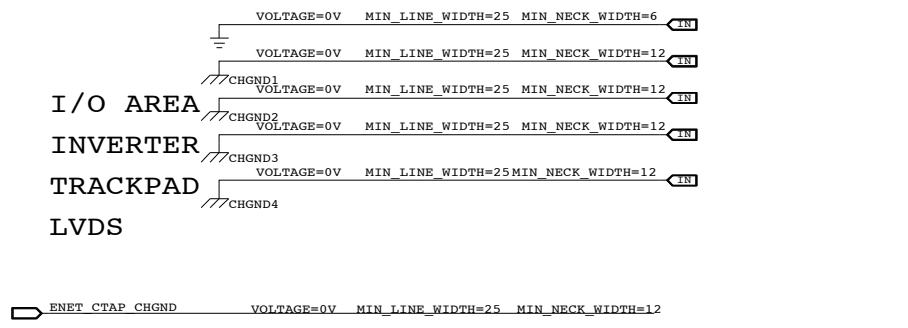 VOLTAGE=0V MIN_LINE_WIDTH=25 MIN_NECK_WIDTH=6 IN
VOLTAGE=0V MIN_LINE_WIDTH=25 MIN_NECK_WIDTH=12 IN
CHGND1
VOLTAGE=0V MIN_LINE_WIDTH=25 MIN_NECK_WIDTH=12 IN
I/O AREA
CHGND2
VOLTAGE=0V MIN_LINE_WIDTH=25 MIN_NECK_WIDTH=12 IN
INVERTER
CHGND3
VOLTAGE=0V MIN_LINE_WIDTH=25 MIN_NECK_WIDTH=12 IN
TRACKPAD
CHGND4
LVDS
ENET_CTAP_CHGND VOLTAGE=0V MIN_LINE_WIDTH=25 MIN_NECK_WIDTH=12